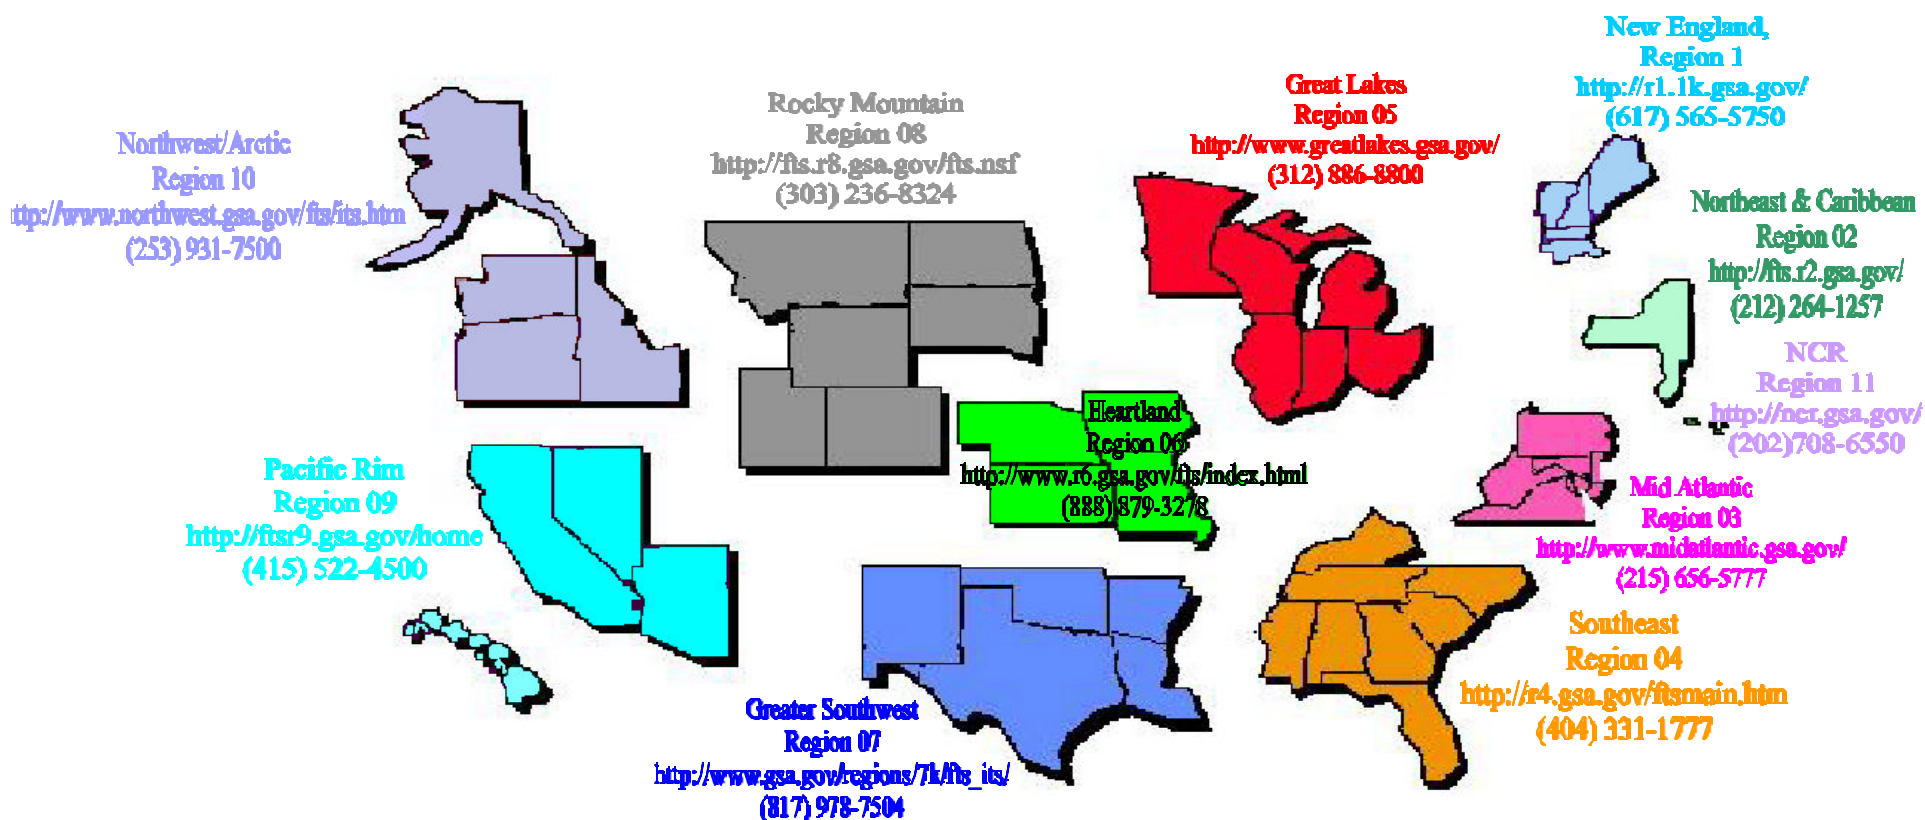 New England,
Region 1
http://r1.1k.gsa.gov/
(617) 565-5750
Great Lakes
Region 05
http://www.greatlakes.gsa.gov/
(312) 886-8800
Rocky Mountain
Region 08
http://fts.r8.gsa.gov/fts.nsf
(303) 236-8324
Northwest/Arctic
Region 10
ttp://www.northwest.gsa.gov/fts/its.htm
(253) 931-7500
Northeast & Caribbean
Region 02
http://fts.r2.gsa.gov/
(212) 264-1257
NCR
Region 11
http://ncr.gsa.gov/
(202)708-6550
Heartland
Region 06
http://www.r6.gsa.gov/fts/index.html
(888) 879-3278
Pacific Rim
Region 09
http://ftsr9.gsa.gov/home
(415) 522-4500
Mid Atlantic
Region 03
http://www.midatlantic.gsa.gov/
(215) 656-5777
Southeast
Region 04
http://r4.gsa.gov/ftsmain.htm
(404) 331-1777
Greater Southwest
Region 07
http://www.gsa.gov/regions/7k/fts_its/
(817) 978-7504